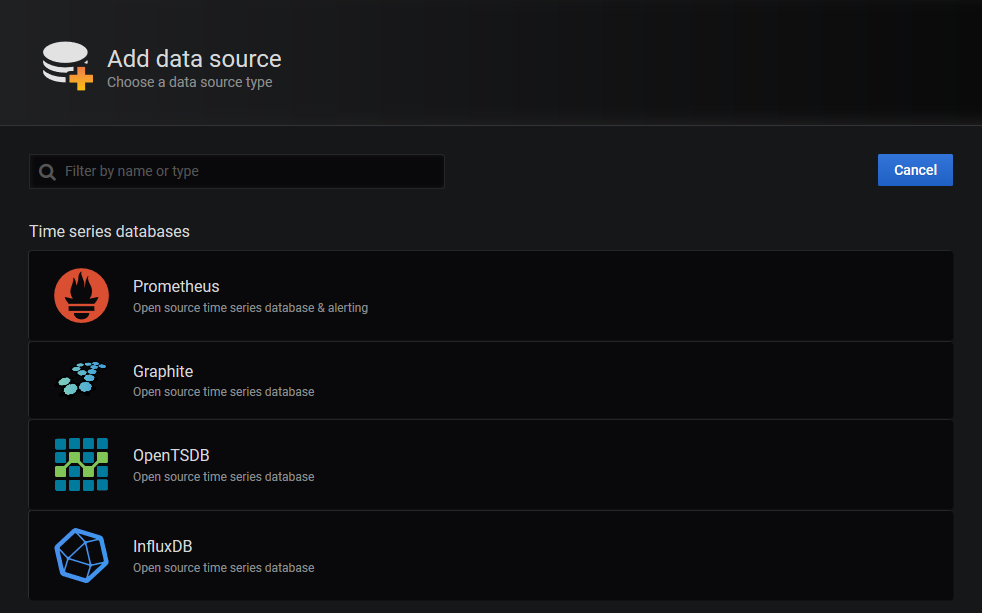 Add data source
Choose a data source type
Filter by name or type
Cancel
Time series databases
Prometheus
Open source time series database & alerting
Graphite
Open source time series database
OpenTSDB
Open source time series database
InfluxDB
Open source time series database